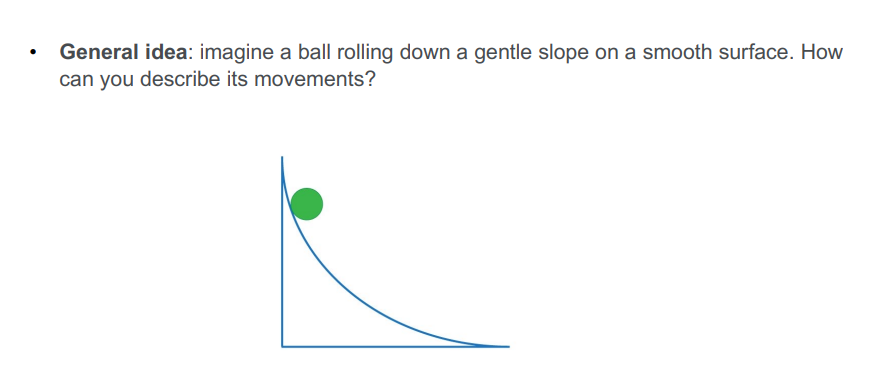 • General idea: imagine a ball rolling down a gentle slope on a smooth surface. How
can you describe its movements?